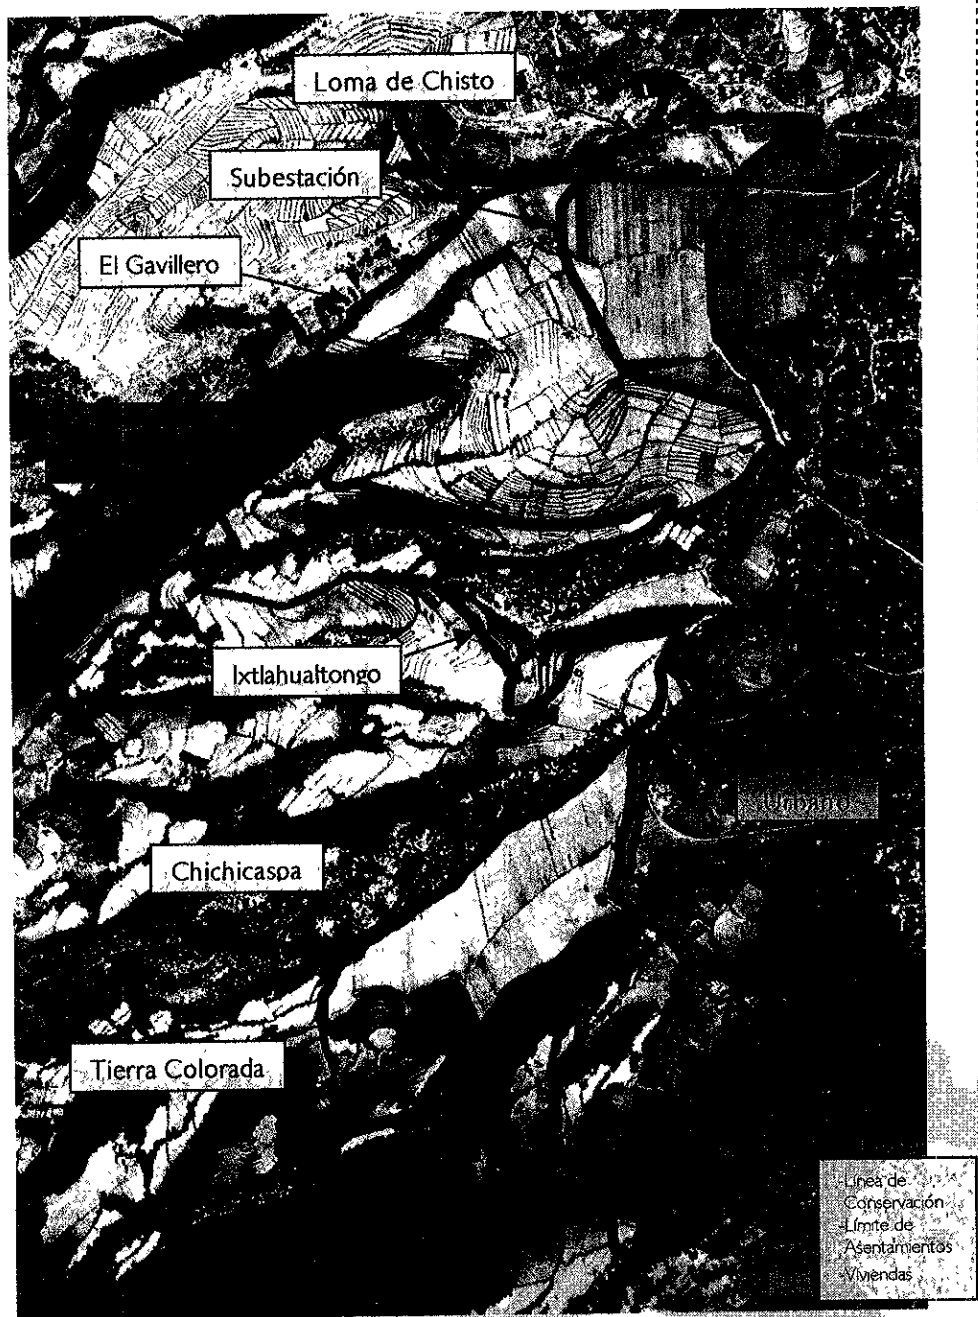 Loma de Chisto
Subestación
El Gavillero
Ixtlahualtongo
Urbano
Chichicaspa
Tierra Colorada
-Línea de
Conservación
-Límite de
Asentamientos
-Viviendas